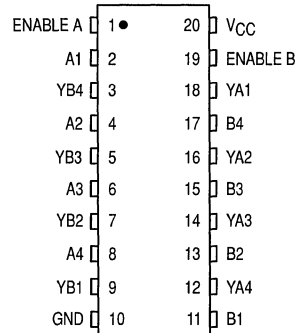 ENABLE A 1 20 VCC
A1 2 19 ENABLE B
YB4 3 18 YA1
A2 4 17 B4
YB3 5 16 YA2
A3 6 15 B3
YB2 7 14 YA3
A4 8 13 B2
YB1 9 12 YA4
GND 10 11 B1